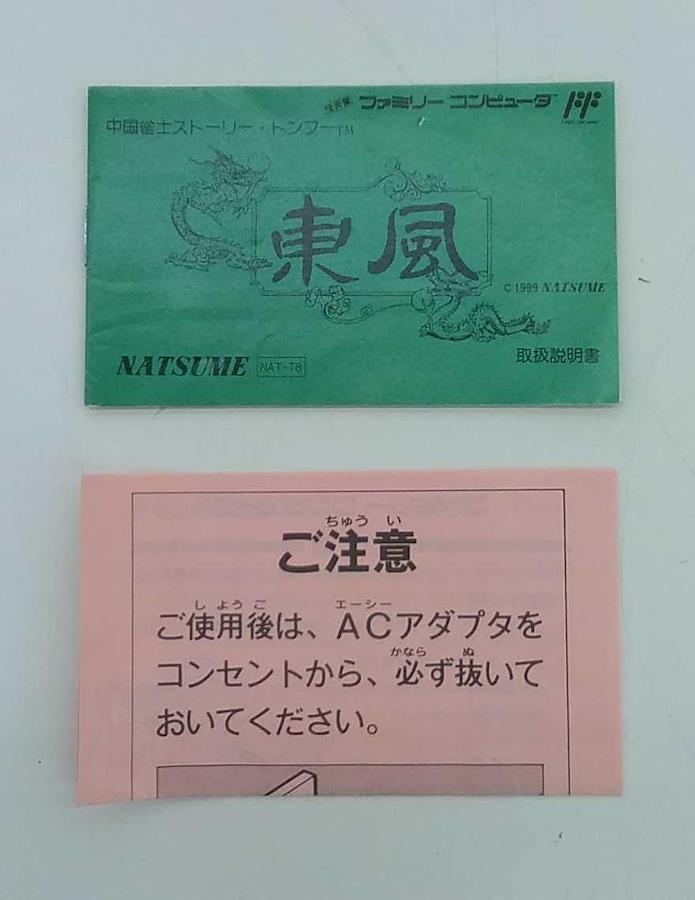 任天堂 ファミリー コンピュータ™
中国雀士ストーリー・トンフー™
東風
© 1999 NATSUME
NATSUME NAT-T8
取扱説明書
ちゅう い
ご注意
し よう ご エーシー
ご使用後は、ACアダプタを
かなら ぬ
コンセントから、必ず抜いて
おいてください。